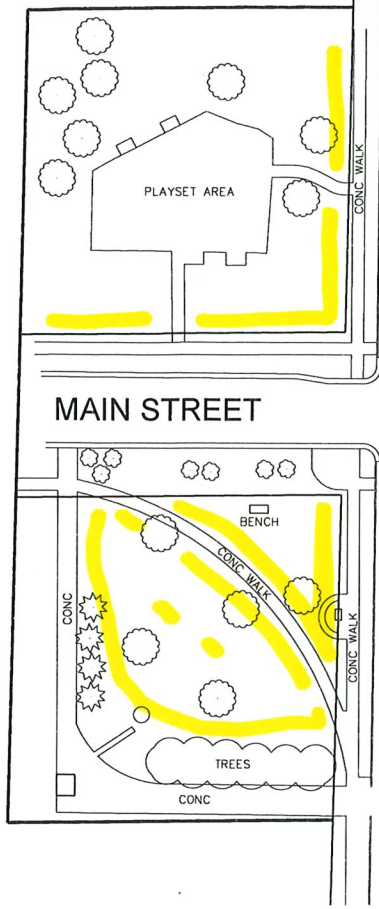 PLAYSET AREA
CONC WALK
MAIN STREET
BENCH
CONC WALK
CONC
CONC WALK
TREES
CONC